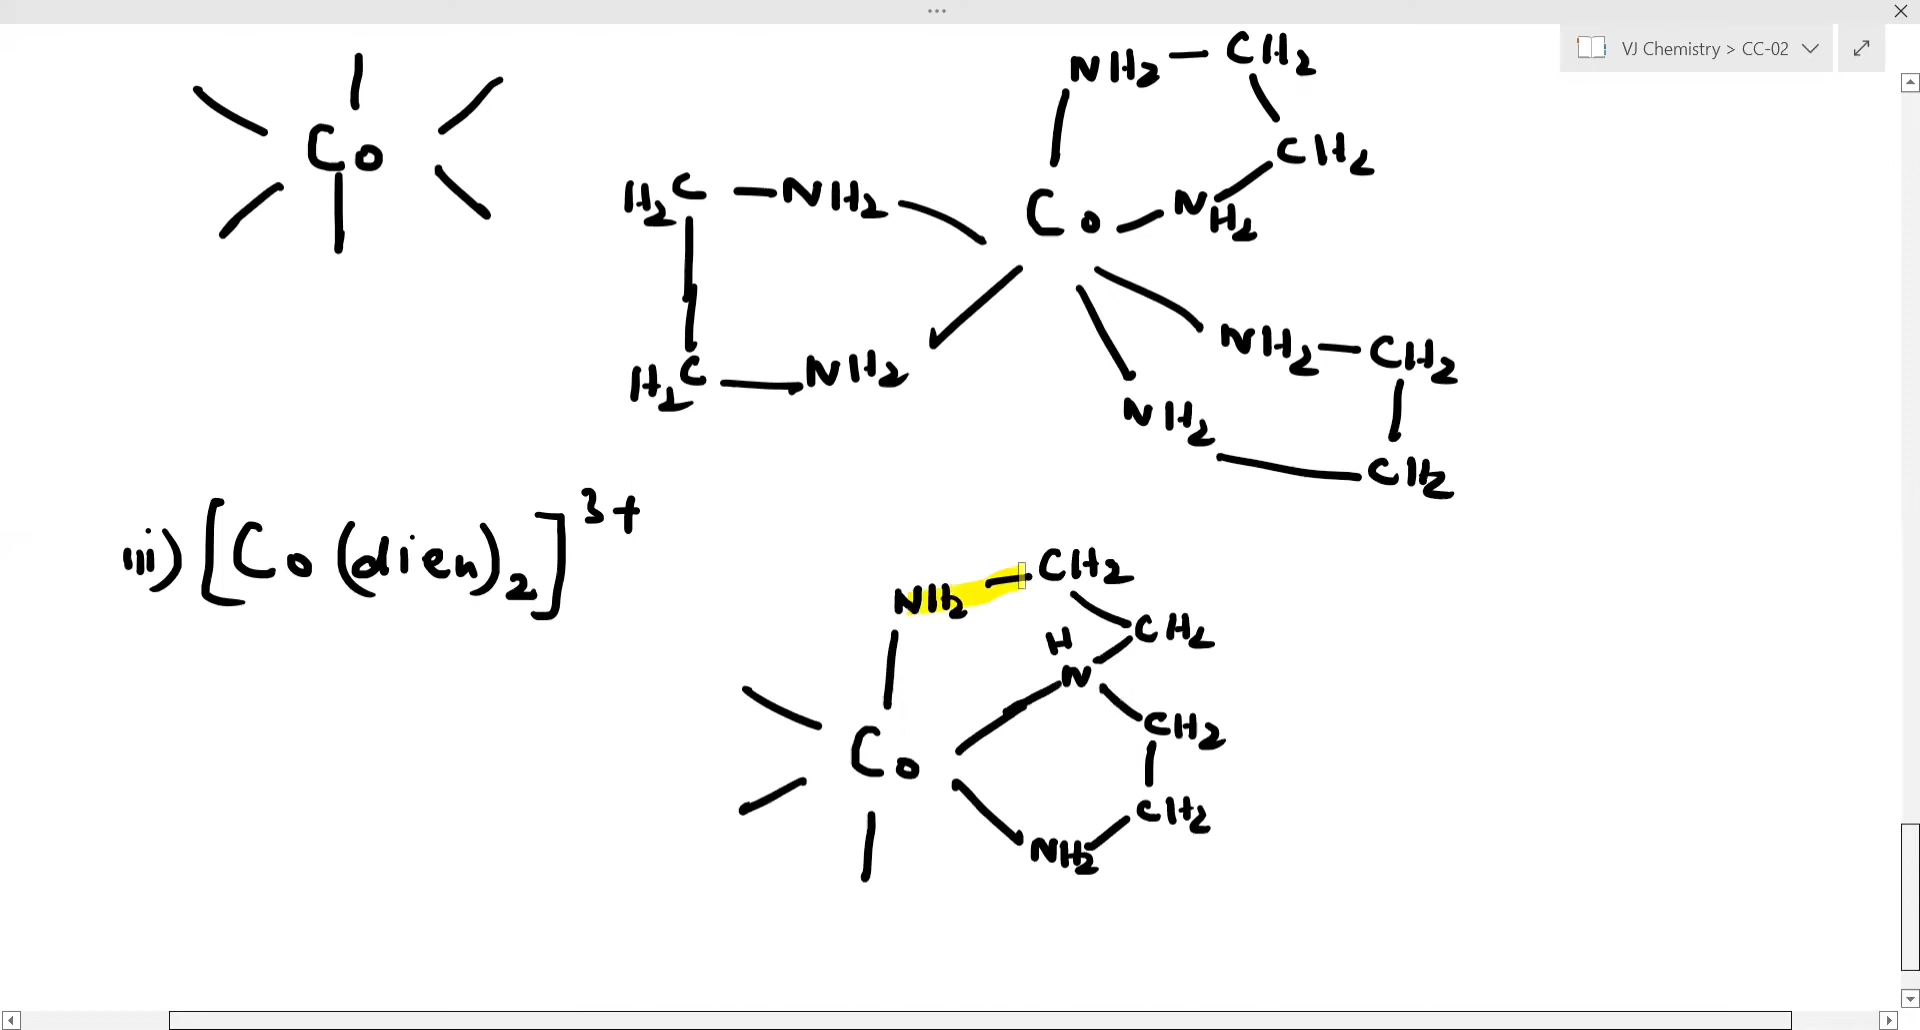 VJ Chemistry > CC-02
NH2 — CH2
Co
CH2
H2C — NH2
Co — NH2
NH2 — CH2
H2C — NH2
NH2
CH2
iii) [Co(dien)2]3+
NH2 — CH2
H
CH2
N
CH2
Co
CH2
NH2